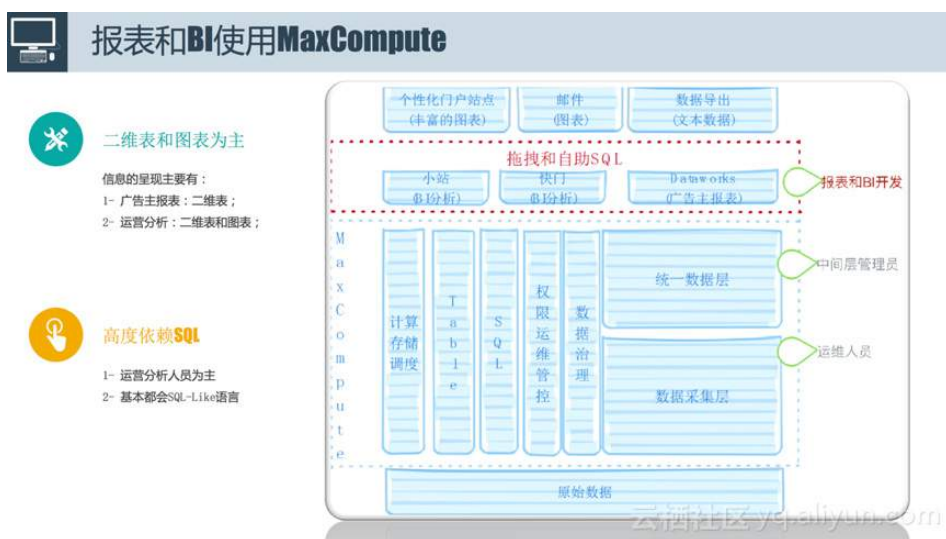 报表和BI使用MaxCompute
二维表和图表为主
信息的呈现主要有：
1- 广告主报表：二维表；
2- 运营分析：二维表和图表；
高度依赖SQL
1- 运营分析人员为主
2- 基本都会SQL-Like语言
个性化门户站点
(丰富的图表)
邮件
(图表)
数据导出
(文本数据)
拖拽和自助SQL
小站
(BI分析)
快门
(BI分析)
Dataworks
(广告主报表)
报表和BI开发
MaxCompute
计算
存储
调度
Table
SQL
权限运维管控
数据治理
统一数据层
数据采集层
中间层管理员
运维人员
原始数据
云栖社区 yq.aliyun.com